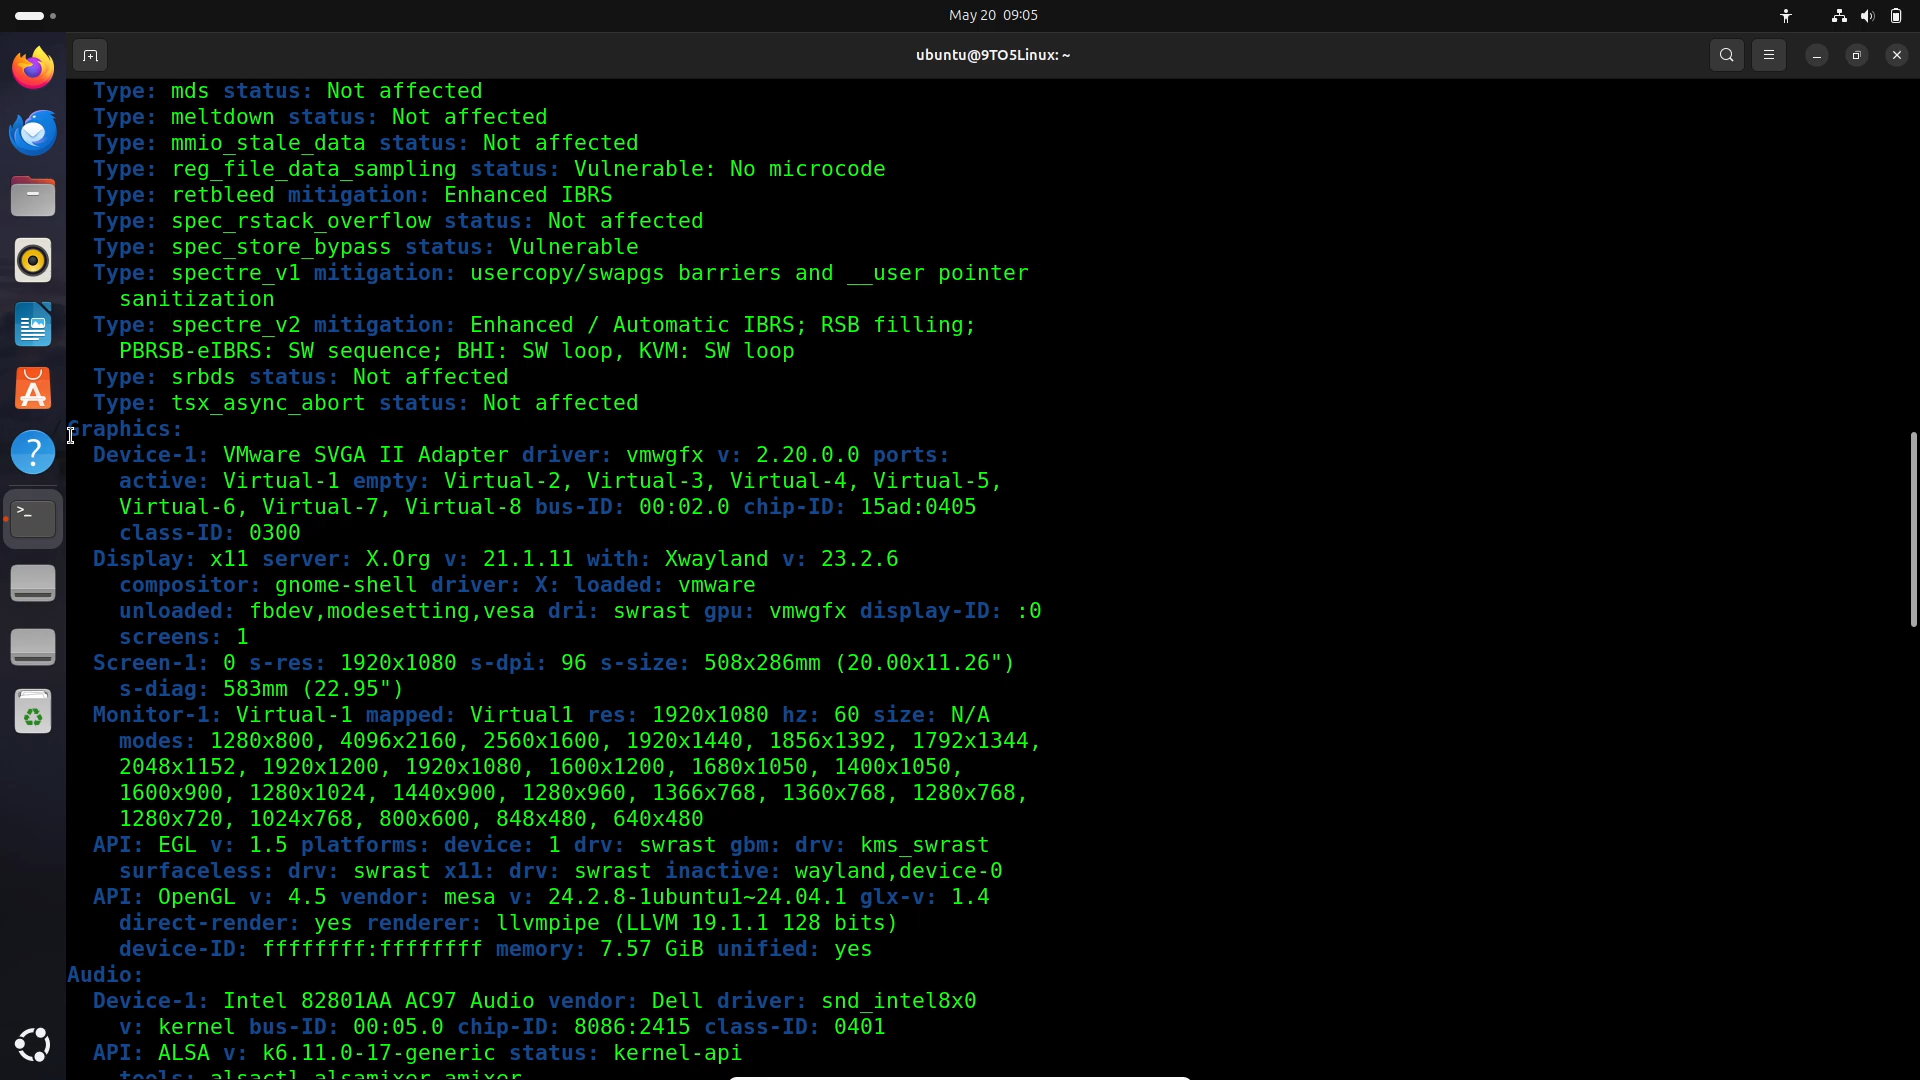 May 20 09:05
ubuntu@9TO5Linux: ~
Type: mds status: Not affected
Type: meltdown status: Not affected
Type: mmio_stale_data status: Not affected
Type: reg_file_data_sampling status: Vulnerable: No microcode
Type: retbleed mitigation: Enhanced IBRS
Type: spec_rstack_overflow status: Not affected
Type: spec_store_bypass status: Vulnerable
Type: spectre_v1 mitigation: usercopy/swapgs barriers and __user pointer
sanitization
Type: spectre_v2 mitigation: Enhanced / Automatic IBRS; RSB filling;
PBRSB-eIBRS: SW sequence; BHI: SW loop, KVM: SW loop
Type: srbds status: Not affected
Type: tsx_async_abort status: Not affected
Graphics:
Device-1: VMware SVGA II Adapter driver: vmwgfx v: 2.20.0.0 ports:
active: Virtual-1 empty: Virtual-2, Virtual-3, Virtual-4, Virtual-5,
Virtual-6, Virtual-7, Virtual-8 bus-ID: 00:02.0 chip-ID: 15ad:0405
class-ID: 0300
Display: x11 server: X.Org v: 21.1.11 with: Xwayland v: 23.2.6
compositor: gnome-shell driver: X: loaded: vmware
unloaded: fbdev,modesetting,vesa dri: swrast gpu: vmwgfx display-ID: :0
screens: 1
Screen-1: 0 s-res: 1920x1080 s-dpi: 96 s-size: 508x286mm (20.00x11.26")
s-diag: 583mm (22.95")
Monitor-1: Virtual-1 mapped: Virtual1 res: 1920x1080 hz: 60 size: N/A
modes: 1280x800, 4096x2160, 2560x1600, 1920x1440, 1856x1392, 1792x1344,
2048x1152, 1920x1200, 1920x1080, 1600x1200, 1680x1050, 1400x1050,
1600x900, 1280x1024, 1440x900, 1280x960, 1366x768, 1360x768, 1280x768,
1280x720, 1024x768, 800x600, 848x480, 640x480
API: EGL v: 1.5 platforms: device: 1 drv: swrast gbm: drv: kms_swrast
surfaceless: drv: swrast x11: drv: swrast inactive: wayland,device-0
API: OpenGL v: 4.5 vendor: mesa v: 24.2.8-1ubuntu1~24.04.1 glx-v: 1.4
direct-render: yes renderer: llvmpipe (LLVM 19.1.1 128 bits)
device-ID: ffffffff:ffffffff memory: 7.57 GiB unified: yes
Audio:
Device-1: Intel 82801AA AC97 Audio vendor: Dell driver: snd_intel8x0
v: kernel bus-ID: 00:05.0 chip-ID: 8086:2415 class-ID: 0401
API: ALSA v: k6.11.0-17-generic status: kernel-api
tools: alsactl,alsamixer,amixer